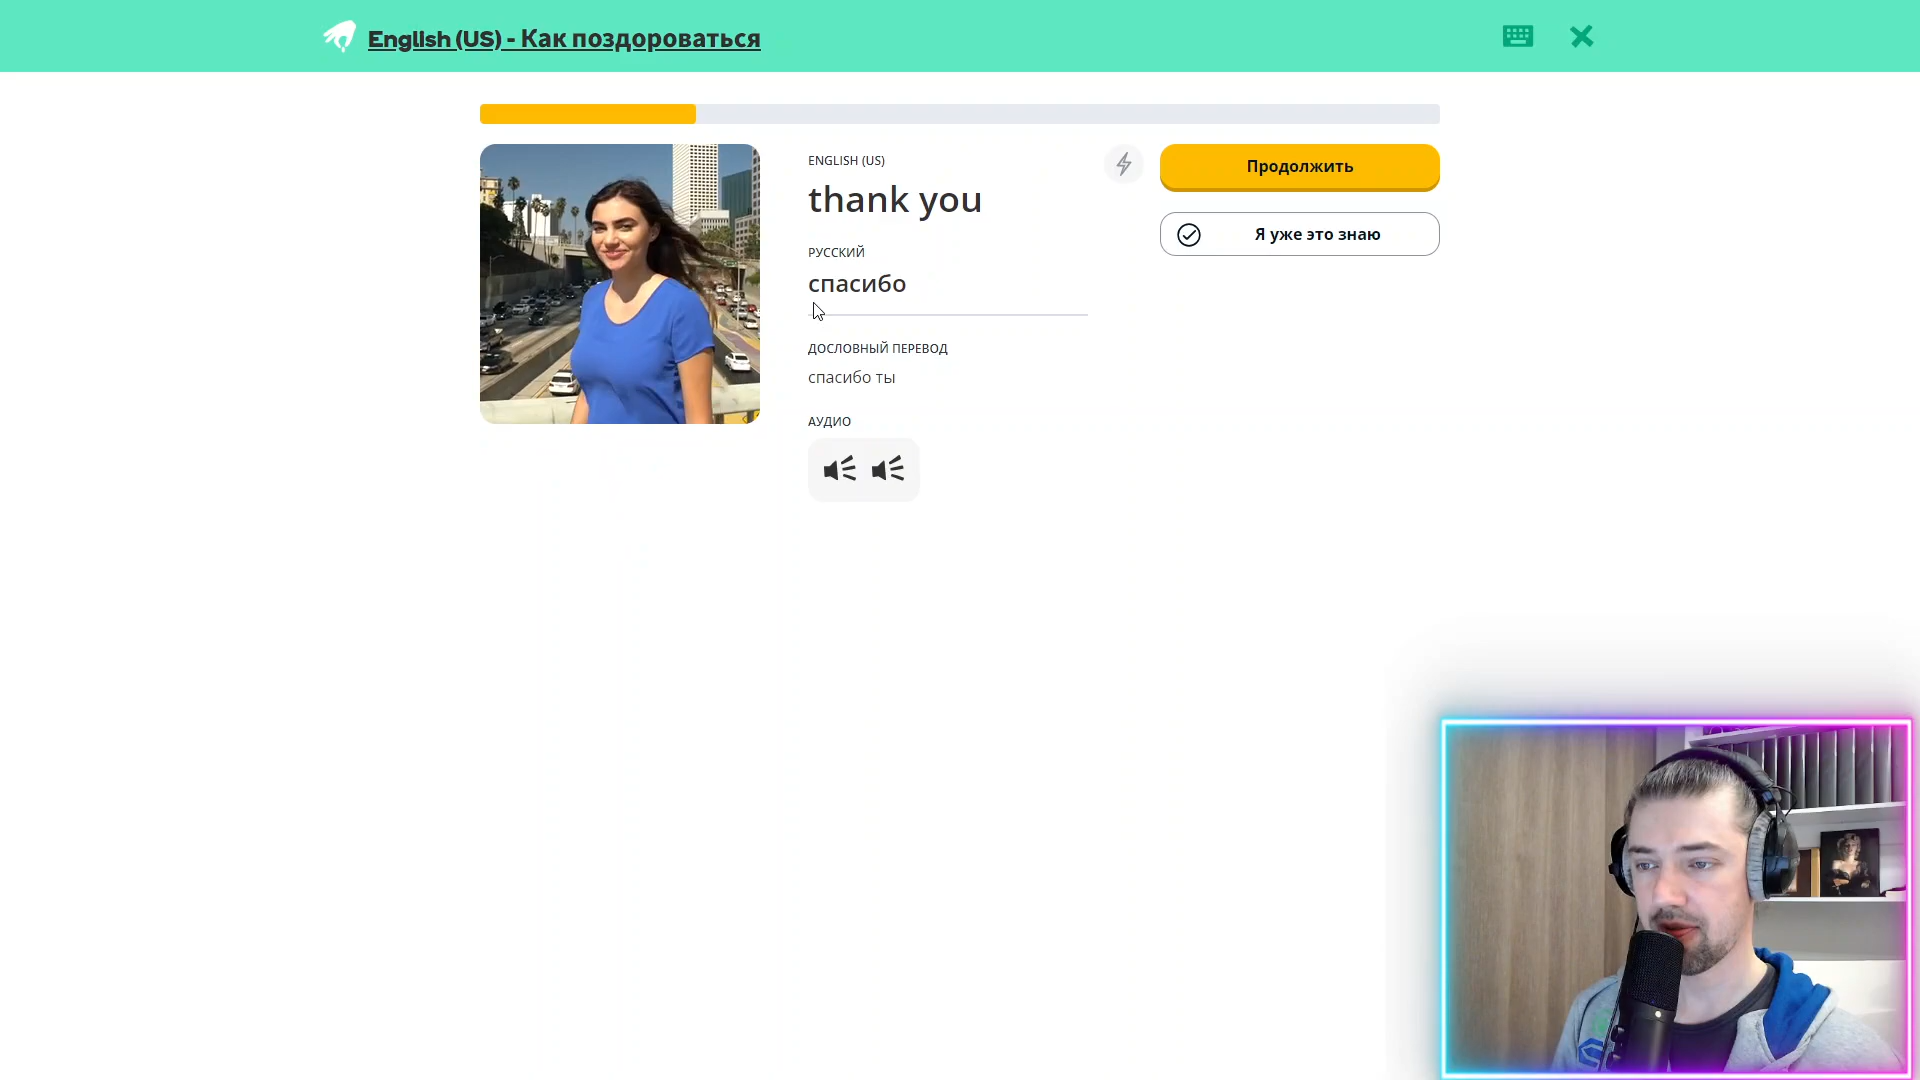 English (US) - Как поздороваться
ENGLISH (US)
thank you
РУССКИЙ
спасибо
ДОСЛОВНЫЙ ПЕРЕВОД
спасибо ты
АУДИО
Продолжить
Я уже это знаю